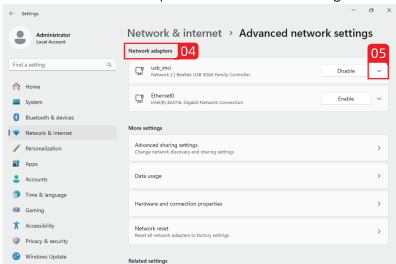 Settings
Administrator
Local Account
Find a setting
Home
System
Bluetooth & devices
Network & internet
Personalization
Apps
Accounts
Time & language
Gaming
Accessibility
Privacy & security
Windows Update
Network & internet > Advanced network settings
Network adapters 04
05
usb_xhci
Network 2 | Realtek USB 5GbE Family Controller
Disable
Ethernet0
Intel(R) 82574L Gigabit Network Connection
Enable
More settings
Advanced sharing settings
Change network discovery and sharing settings
Data usage
Hardware and connection properties
Network reset
Reset all network adapters to factory settings
Related settings